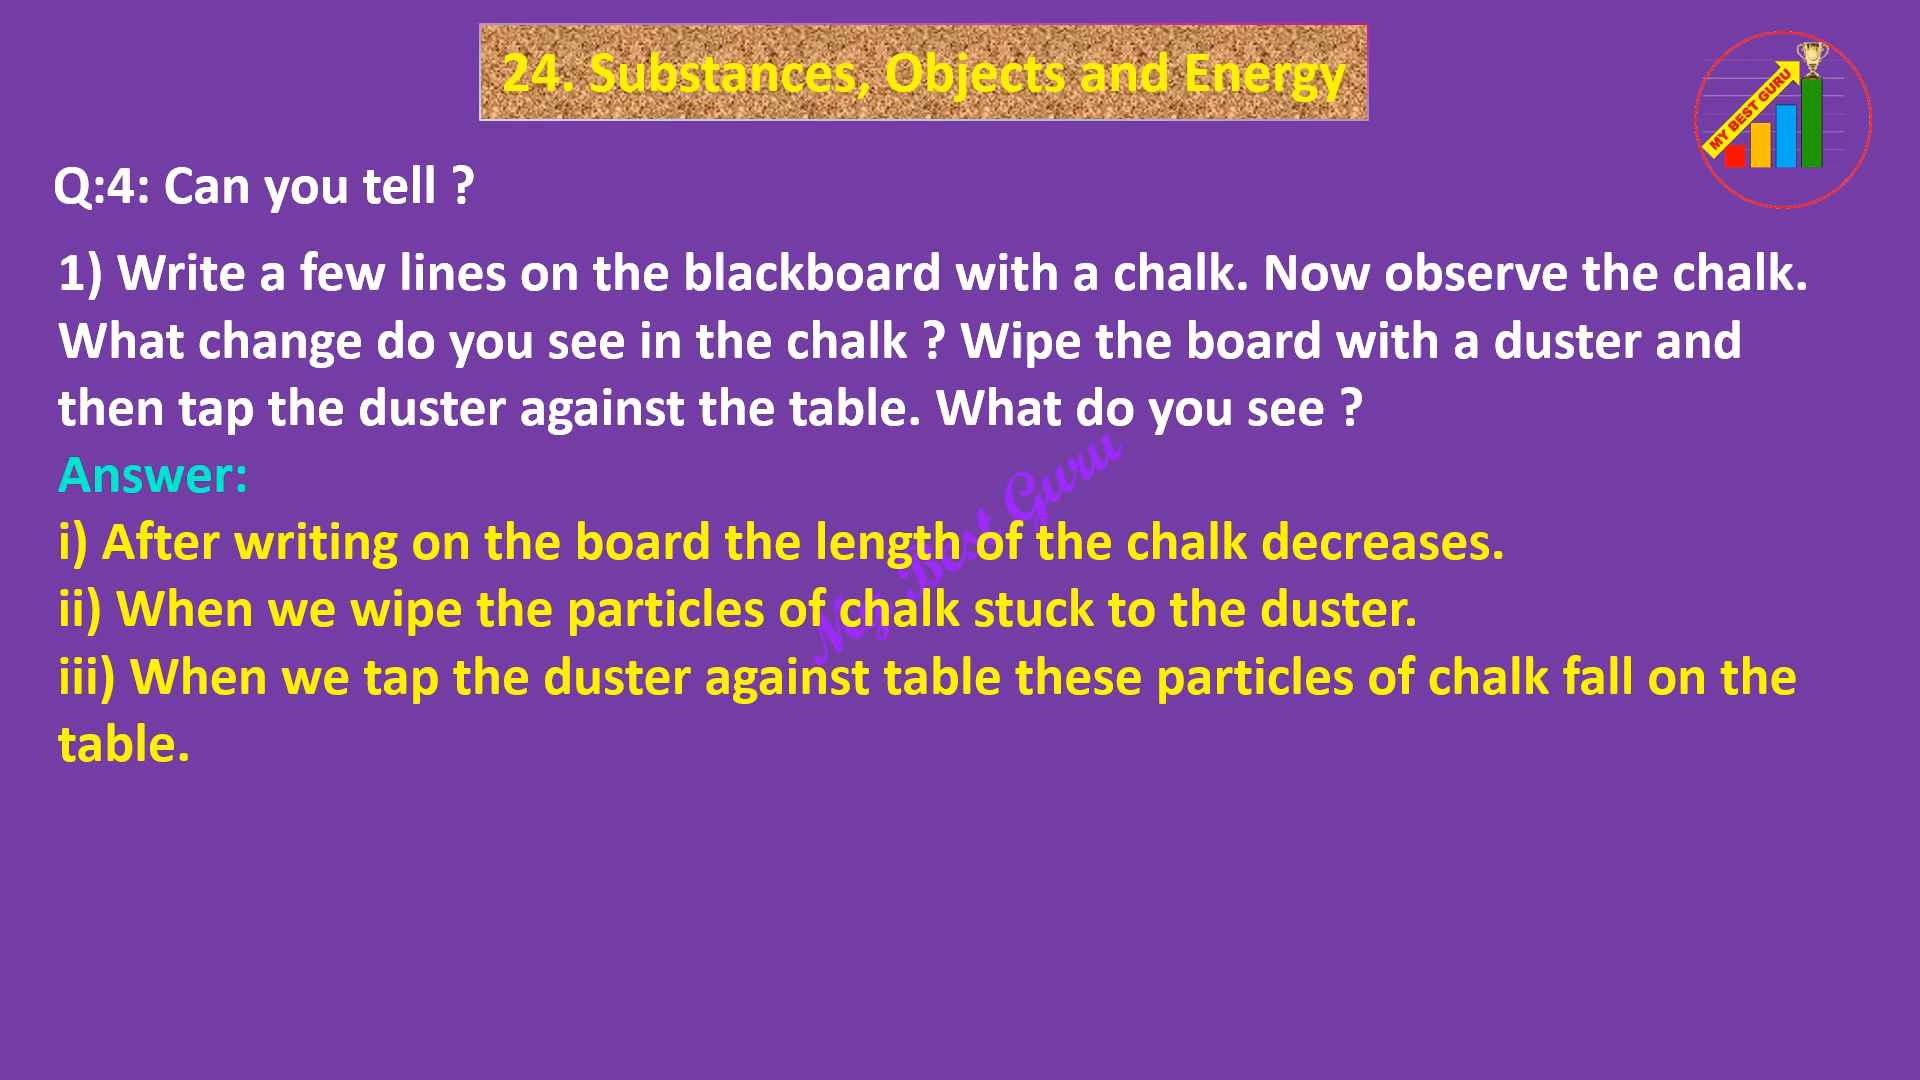 24. Substances, Objects and Energy
MY BEST GURU
Q:4: Can you tell ?
1) Write a few lines on the blackboard with a chalk. Now observe the chalk.
What change do you see in the chalk ? Wipe the board with a duster and
then tap the duster against the table. What do you see ?
Answer:
i) After writing on the board the length of the chalk decreases.
ii) When we wipe the particles of chalk stuck to the duster.
iii) When we tap the duster against table these particles of chalk fall on the
table.
My Best Guru